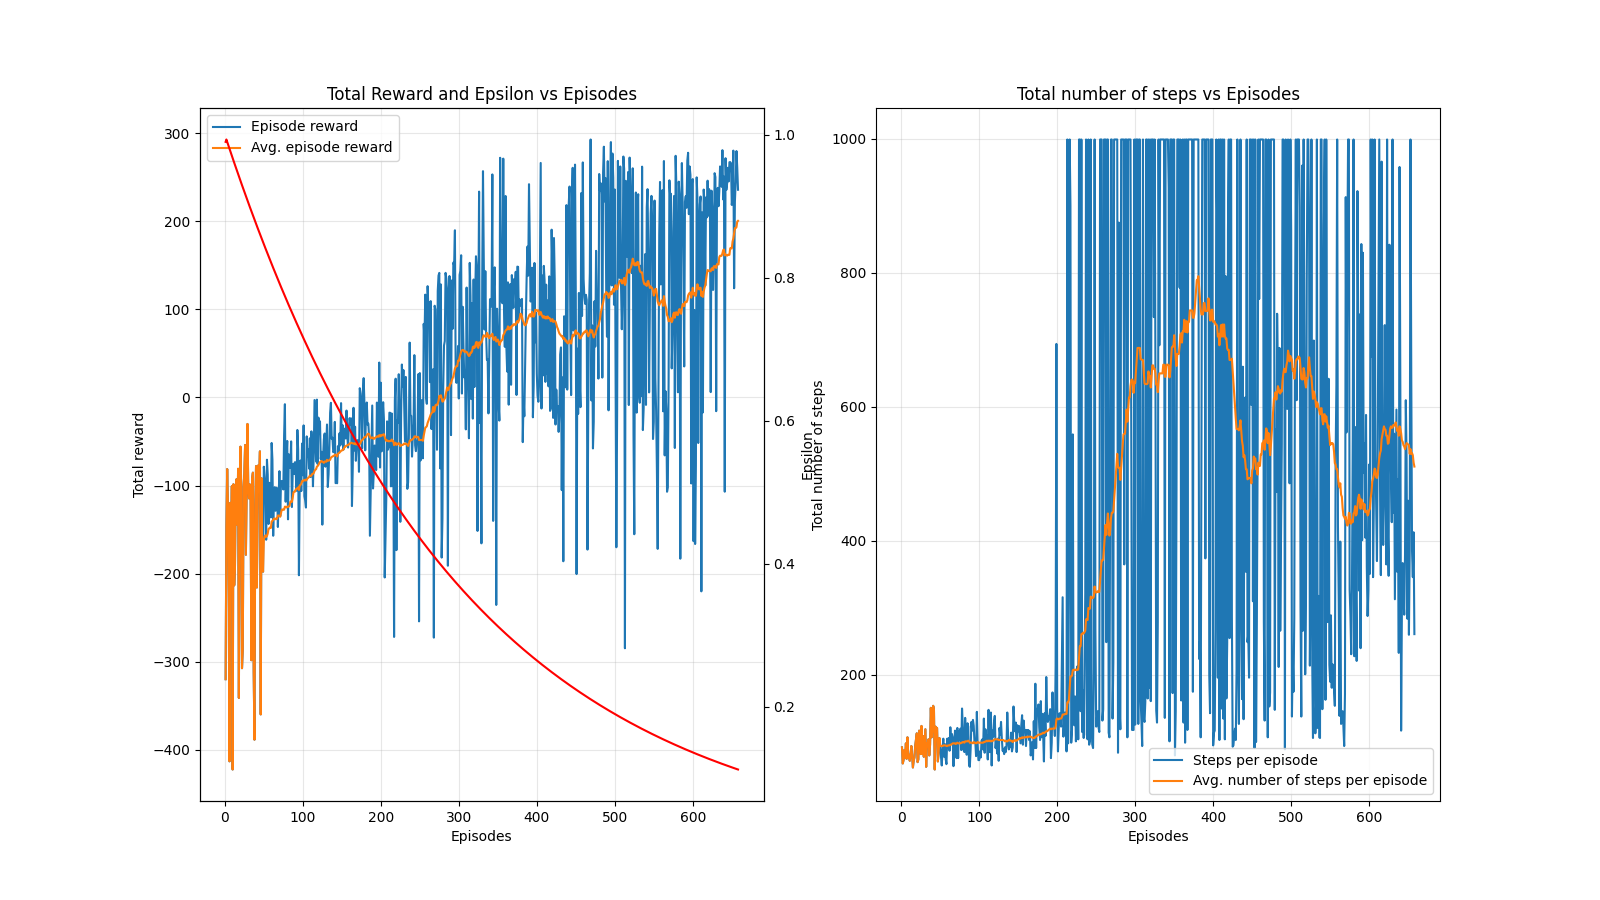 Total Reward and Epsilon vs Episodes
Episode reward
Avg. episode reward
300
200
100
0
−100
−200
−300
−400
Total reward
0 100 200 300 400 500 600
Episodes
1.0
0.8
0.6
0.4
0.2
Epsilon
Total number of steps vs Episodes
1000
800
600
400
200
Total number of steps
Steps per episode
Avg. number of steps per episode
0 100 200 300 400 500 600
Episodes